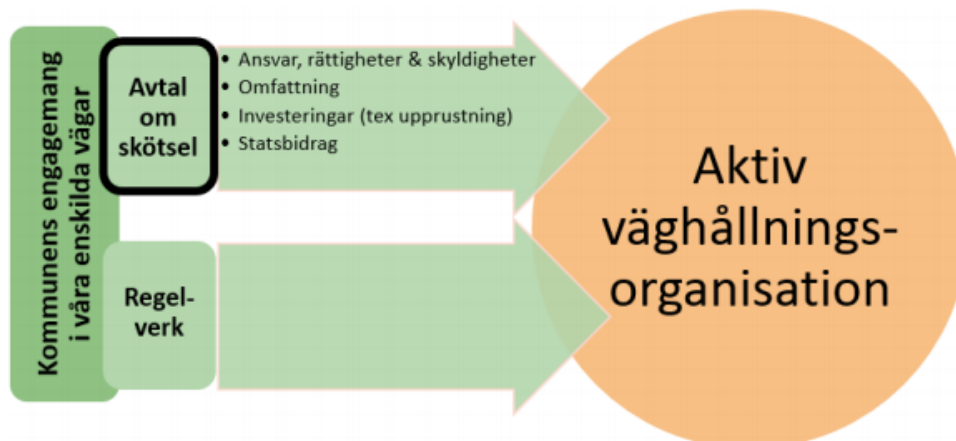 Kommunens engagemang
i våra enskilda vägar
Avtal
om
skötsel
• Ansvar, rättigheter & skyldigheter
• Omfattning
• Investeringar (tex upprustning)
• Statsbidrag
Regel-
verk
Aktiv
väghållnings-
organisation